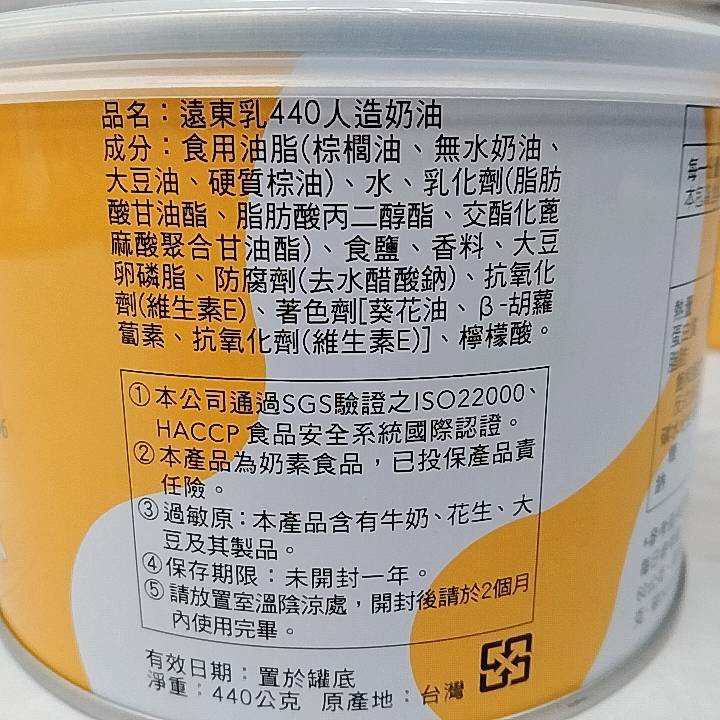 品名：遠東乳440人造奶油
成分：食用油脂(棕櫚油、無水奶油、
大豆油、硬質棕油)、水、乳化劑(脂肪
酸甘油酯、脂肪酸丙二醇酯、交酯化蓖
麻酸聚合甘油酯)、食鹽、香料、大豆
卵磷脂、防腐劑(去水醋酸鈉)、抗氧化
劑(維生素E)、著色劑[葵花油、β-胡蘿
蔔素、抗氧化劑(維生素E)]、檸檬酸。
①本公司通過SGS驗證之ISO22000、
HACCP食品安全系統國際認證。
②本產品為奶素食品，已投保產品責
任險。
③過敏原：本產品含有牛奶、花生、大
豆及其製品。
④保存期限：未開封一年。
⑤請放置室溫陰涼處，開封後請於2個月
內使用完畢。
有效日期：置於罐底
淨重：440公克 原產地：台灣